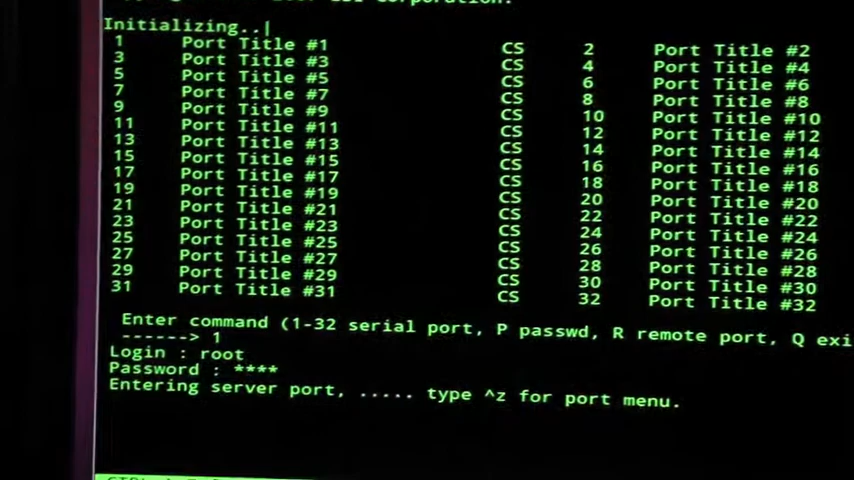 Corporation.
Initializing..|
1 Port Title #1 CS 2 Port Title #2
3 Port Title #3 CS 4 Port Title #4
5 Port Title #5 CS 6 Port Title #6
7 Port Title #7 CS 8 Port Title #8
9 Port Title #9 CS 10 Port Title #10
11 Port Title #11 CS 12 Port Title #12
13 Port Title #13 CS 14 Port Title #14
15 Port Title #15 CS 16 Port Title #16
17 Port Title #17 CS 18 Port Title #18
19 Port Title #19 CS 20 Port Title #20
21 Port Title #21 CS 22 Port Title #22
23 Port Title #23 CS 24 Port Title #24
25 Port Title #25 CS 26 Port Title #26
27 Port Title #27 CS 28 Port Title #28
29 Port Title #29 CS 30 Port Title #30
31 Port Title #31 CS 32 Port Title #32
Enter command (1-32 serial port, P passwd, R remote port, Q exi
------> 1
Login : root
Password : ****
Entering server port, ..... type ^z for port menu.